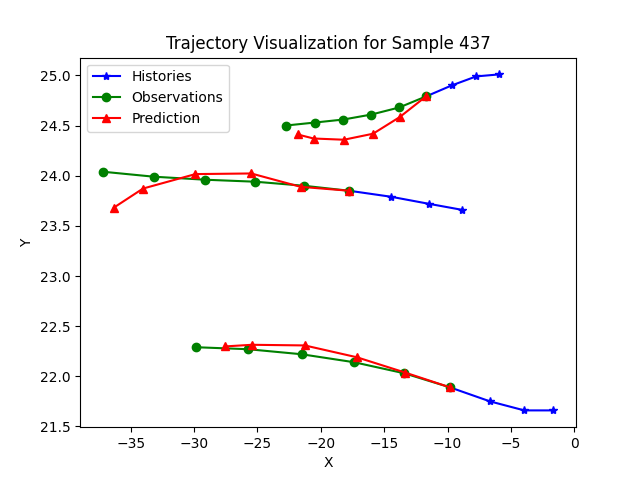 Trajectory Visualization for Sample 437
Histories
Observations
Prediction
25.0
24.5
24.0
23.5
23.0
22.5
22.0
21.5
Y
−35 −30 −25 −20 −15 −10 −5 0
X